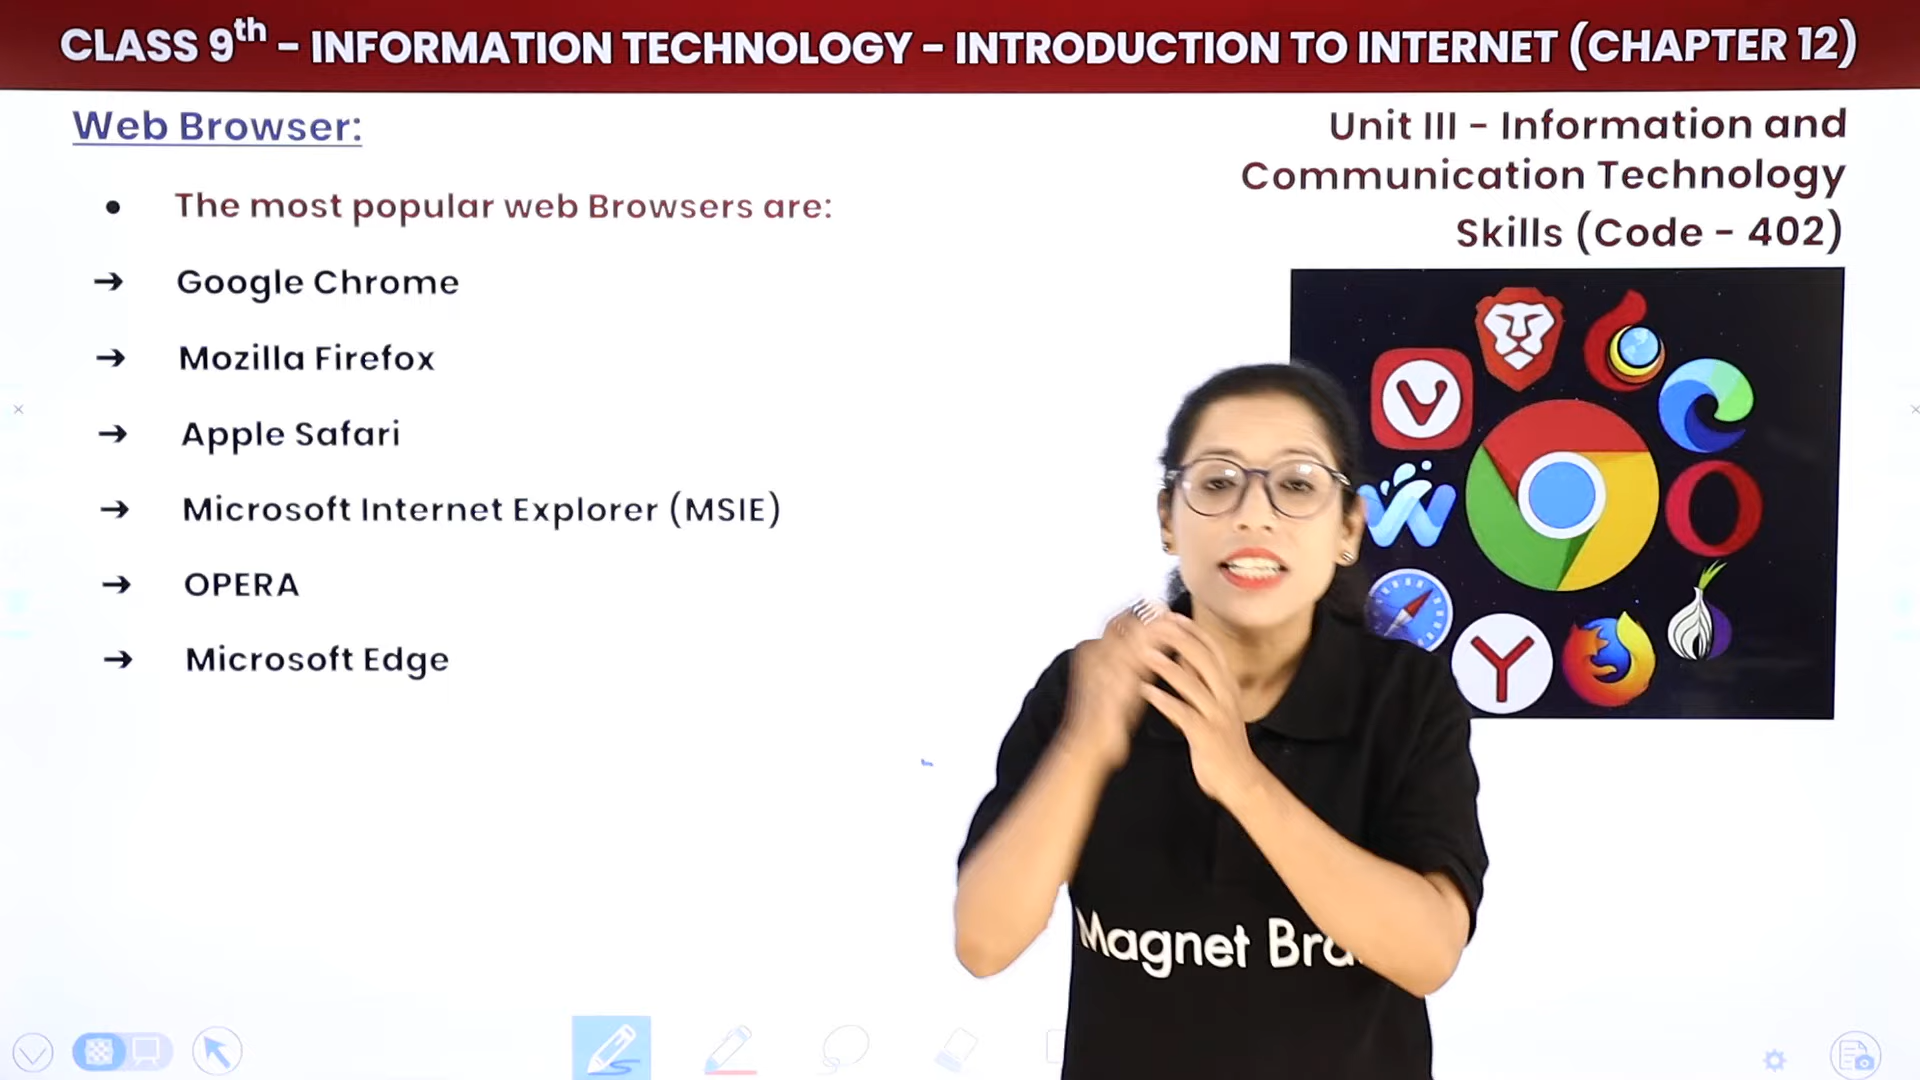 CLASS 9th - INFORMATION TECHNOLOGY - INTRODUCTION TO INTERNET (CHAPTER 12)
Web Browser:
Unit III - Information and
Communication Technology
Skills (Code - 402)
• The most popular web Browsers are:
→ Google Chrome
→ Mozilla Firefox
→ Apple Safari
→ Microsoft Internet Explorer (MSIE)
→ OPERA
→ Microsoft Edge
Magnet Bra